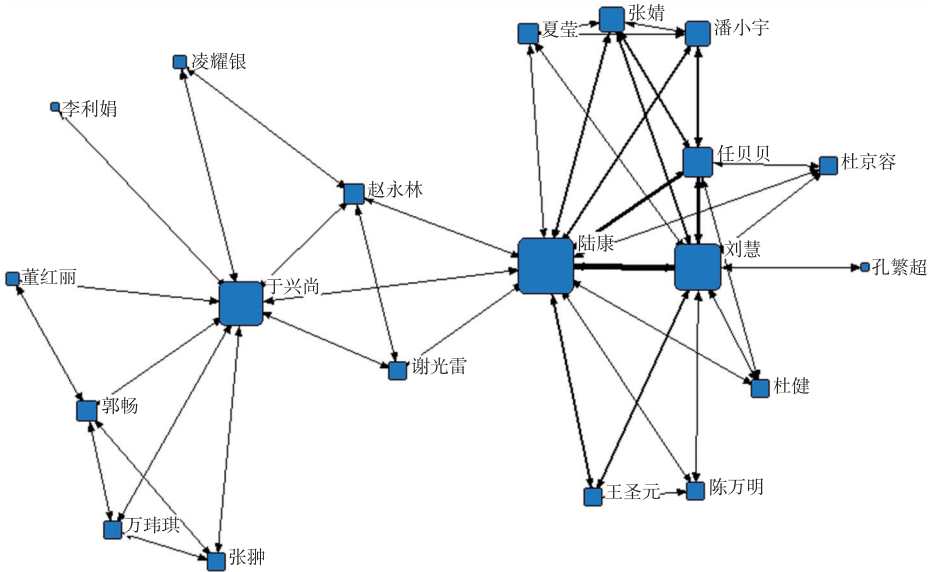 张婧
夏莹
潘小宇
凌耀银
李利娟
任贝贝
杜京容
赵永林
陆康
刘慧
孔繁超
董红丽
于兴尚
谢光雷
杜健
郭畅
王圣元
陈万明
万玮琪
张翀